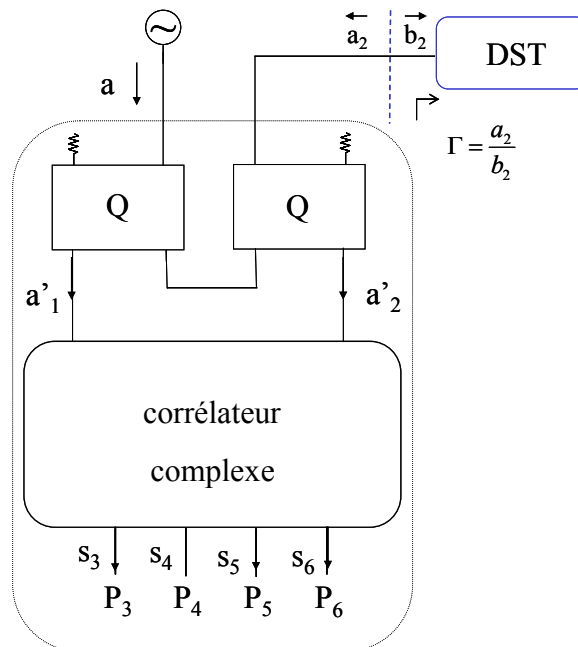 a₂ b₂
DST
a
Γ = a₂/b₂
Q Q
a'₁ a'₂
corrélateur
complexe
s₃ s₄ s₅ s₆
P₃ P₄ P₅ P₆